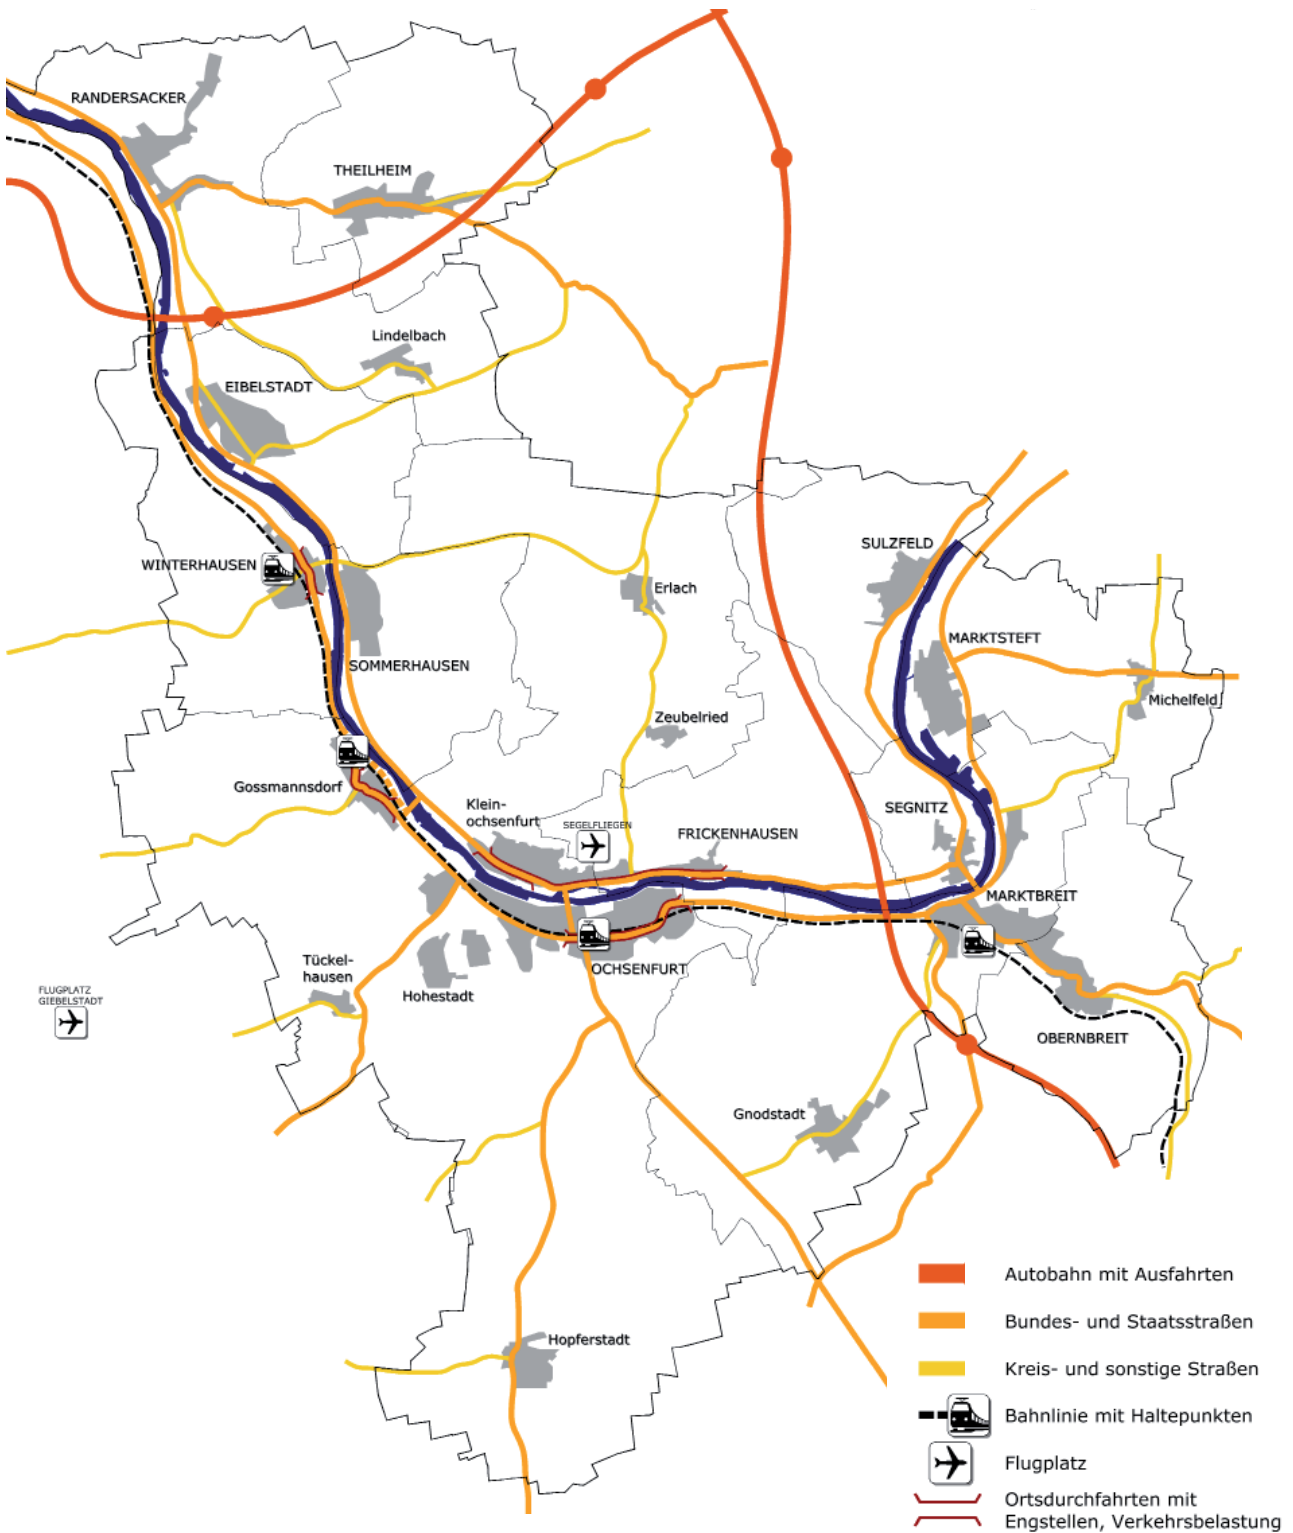 RANDERSACKER
THEILHEIM
Lindelbach
EIBELSTADT
WINTERHAUSEN
SULZFELD
Erlach
MARKTSTEFT
SOMMERHAUSEN
Michelfeld
Zeubelried
Gossmannsdorf
Klein-
ochsenfurt
SEGELFLIEGEN
FRICKENHAUSEN
SEGNITZ
MARKTBREIT
Tückel-
hausen
Hohestadt
OCHSENFURT
FLUGPLATZ
GIEBELSTADT
OBERNBREIT
Gnodstadt
Hopferstadt
Autobahn mit Ausfahrten
Bundes- und Staatsstraßen
Kreis- und sonstige Straßen
Bahnlinie mit Haltepunkten
Flugplatz
Ortsdurchfahrten mit
Engstellen, Verkehrsbelastung